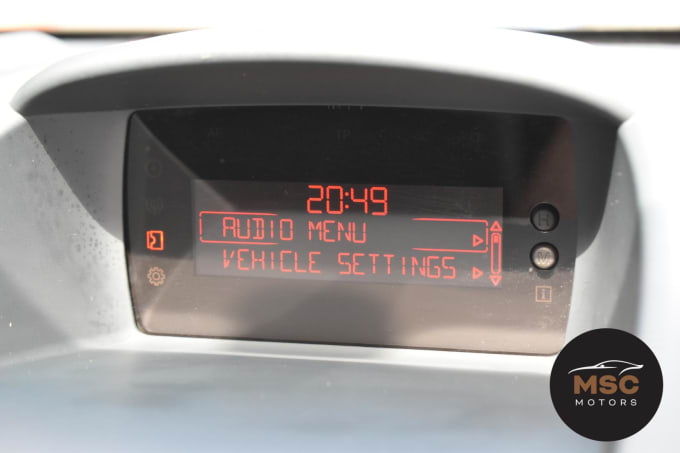 20:49
AUDIO MENU
VEHICLE SETTINGS
H
M
i
MSC
MOTORS